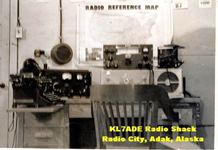 RADIO REFERENCE MAP
KL7ADE Radio Shack
Radio City, Adak, Alaska